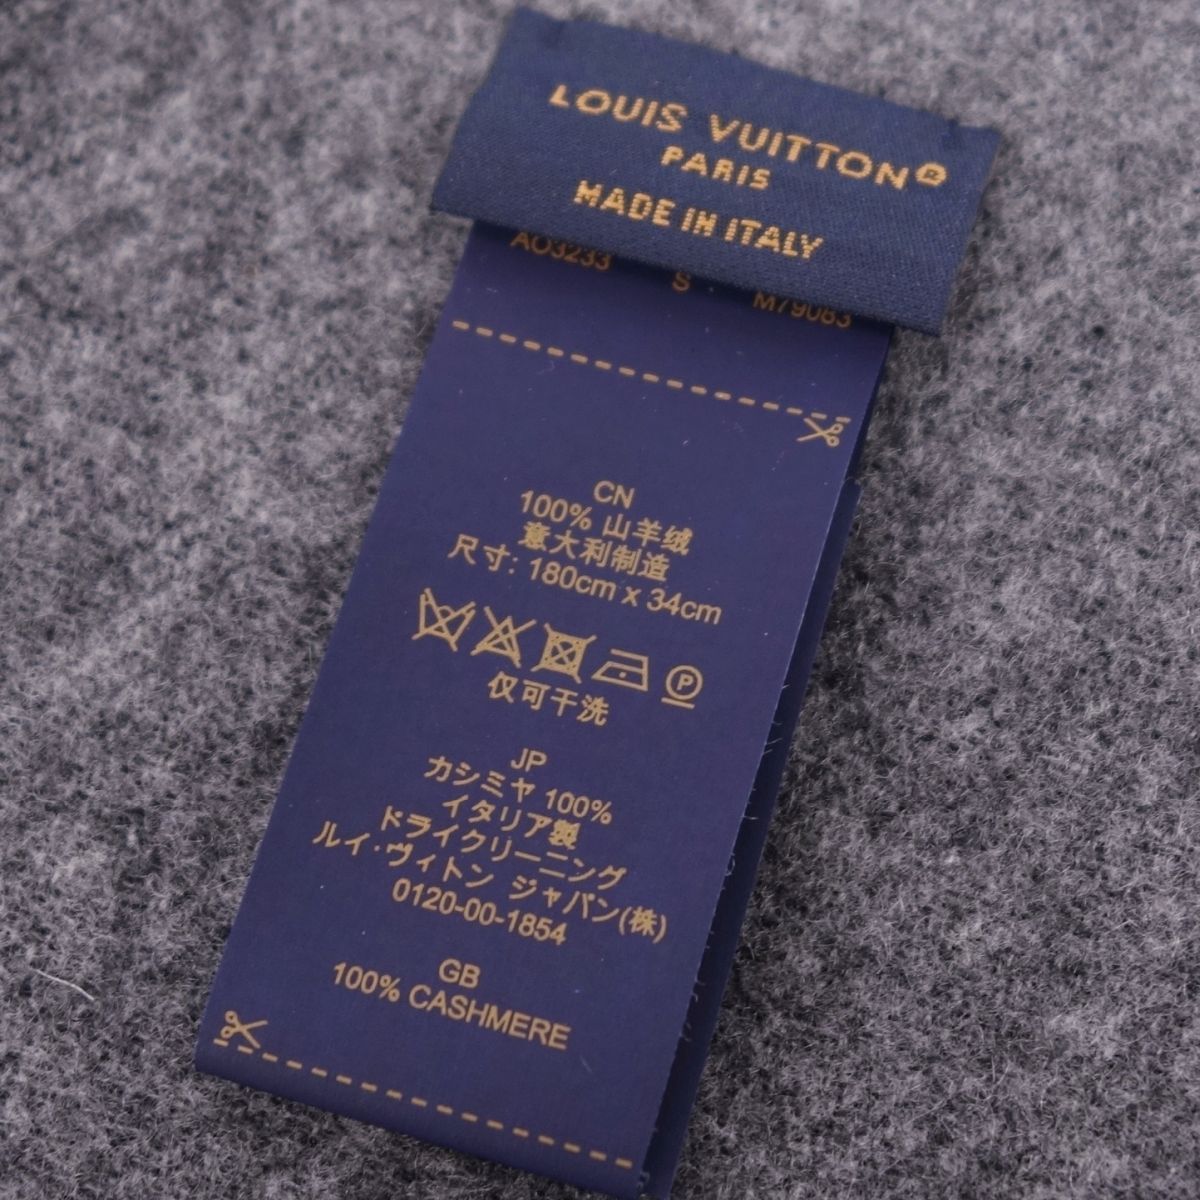 LOUIS VUITTON®
PARIS
MADE IN ITALY
AO3233 S M79083
CN
100% 山羊绒
意大利制造
尺寸: 180cm x 34cm
P
仅可干洗
JP
カシミヤ 100%
イタリア製
ドライクリーニング
ルイ・ヴィトン ジャパン(株)
0120-00-1854
GB
100% CASHMERE